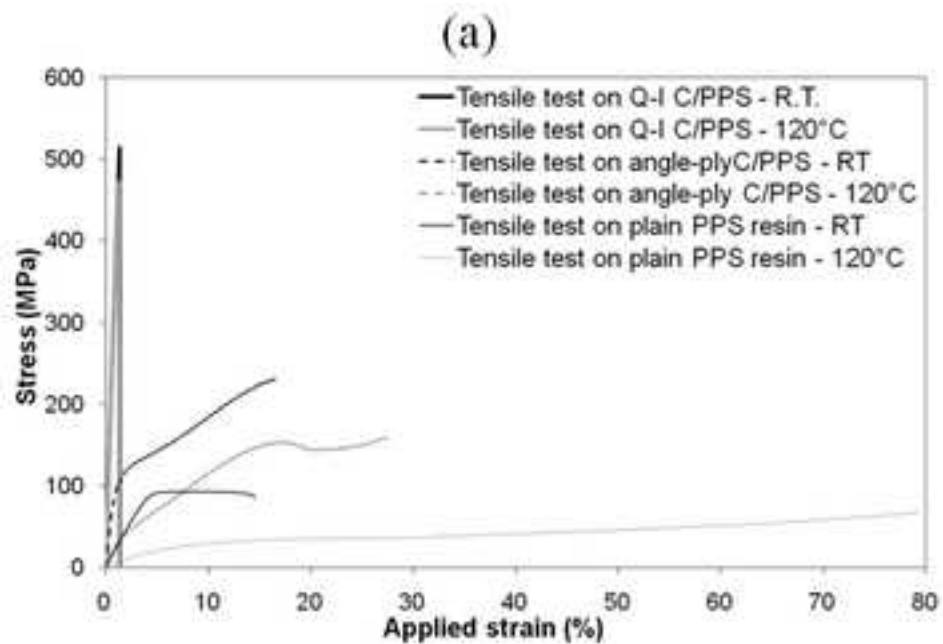 (a)
600
500
400
300
200
100
0
Stress (MPa)
Tensile test on Q-I C/PPS - R.T.
Tensile test on Q-I C/PPS - 120°C
Tensile test on angle-plyC/PPS - RT
Tensile test on angle-ply C/PPS - 120°C
Tensile test on plain PPS resin - RT
Tensile test on plain PPS resin - 120°C
0 10 20 30 40 50 60 70 80
Applied strain (%)